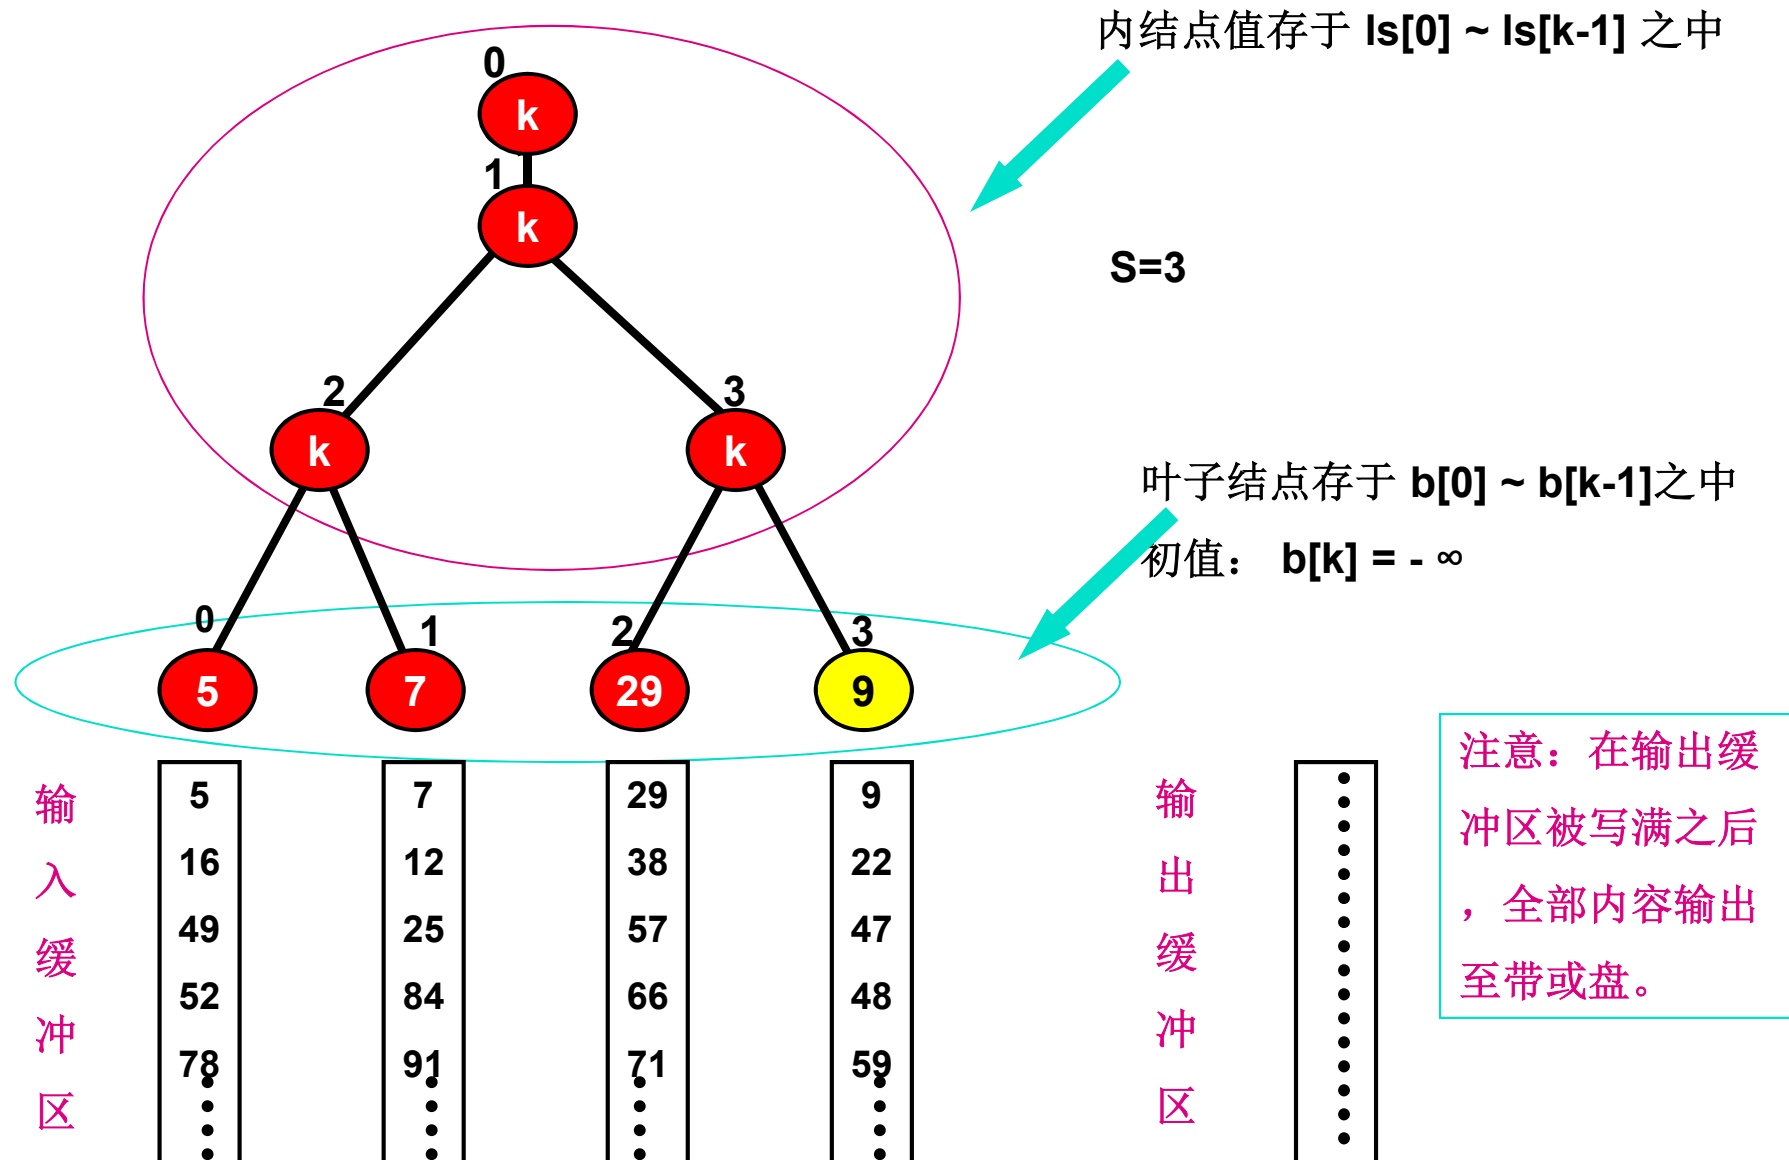 内结点值存于 ls[0] ~ ls[k-1] 之中
0
k
1
k
S=3
2
k
3
k
叶子结点存于 b[0] ~ b[k-1]之中
初值： b[k] = - ∞
0
5
1
7
2
29
3
9
输入缓冲区
5
16
49
52
78
7
12
25
84
91
29
38
57
66
71
9
22
47
48
59
输出缓冲区
注意：在输出缓
冲区被写满之后
，全部内容输出
至带或盘。